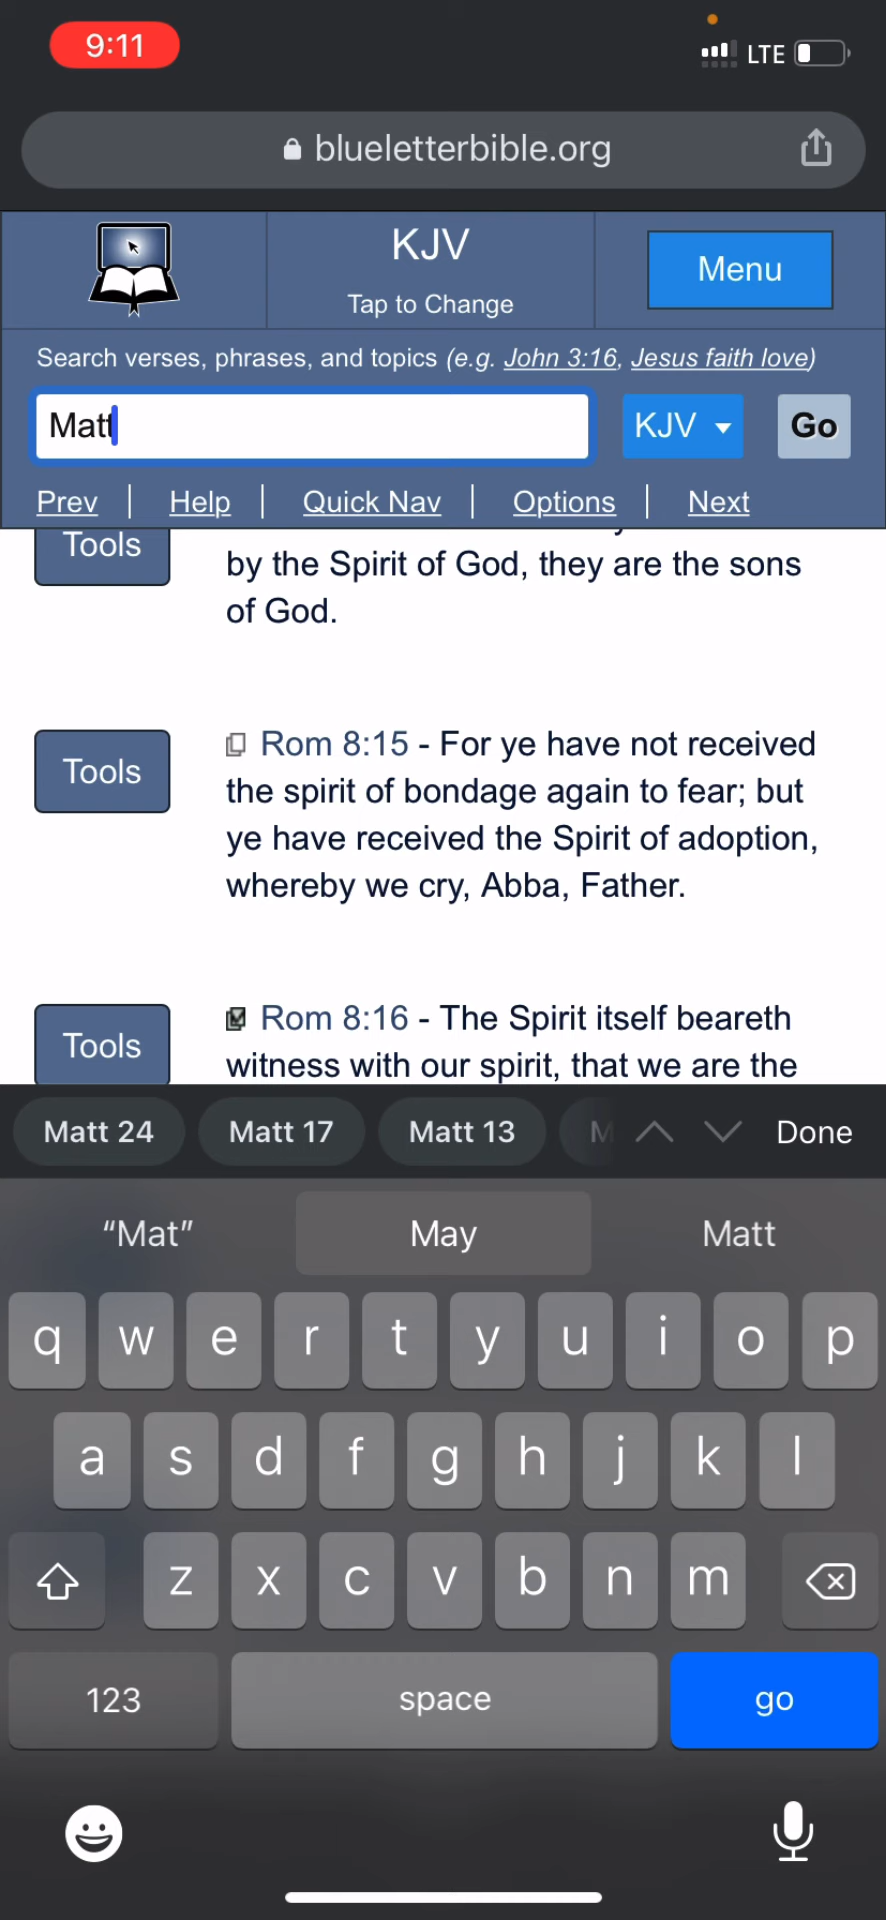 9:11
LTE
blueletterbible.org
KJV
Tap to Change
Menu
Search verses, phrases, and topics (e.g. John 3:16, Jesus faith love)
Matt
KJV
Go
Prev | Help | Quick Nav | Options | Next
Tools
by the Spirit of God, they are the sons
of God.
Tools
Rom 8:15 - For ye have not received
the spirit of bondage again to fear; but
ye have received the Spirit of adoption,
whereby we cry, Abba, Father.
Tools
Rom 8:16 - The Spirit itself beareth
witness with our spirit, that we are the
Matt 24 Matt 17 Matt 13 M Done
“Mat” May Matt
q w e r t y u i o p
a s d f g h j k l
z x c v b n m
123 space go